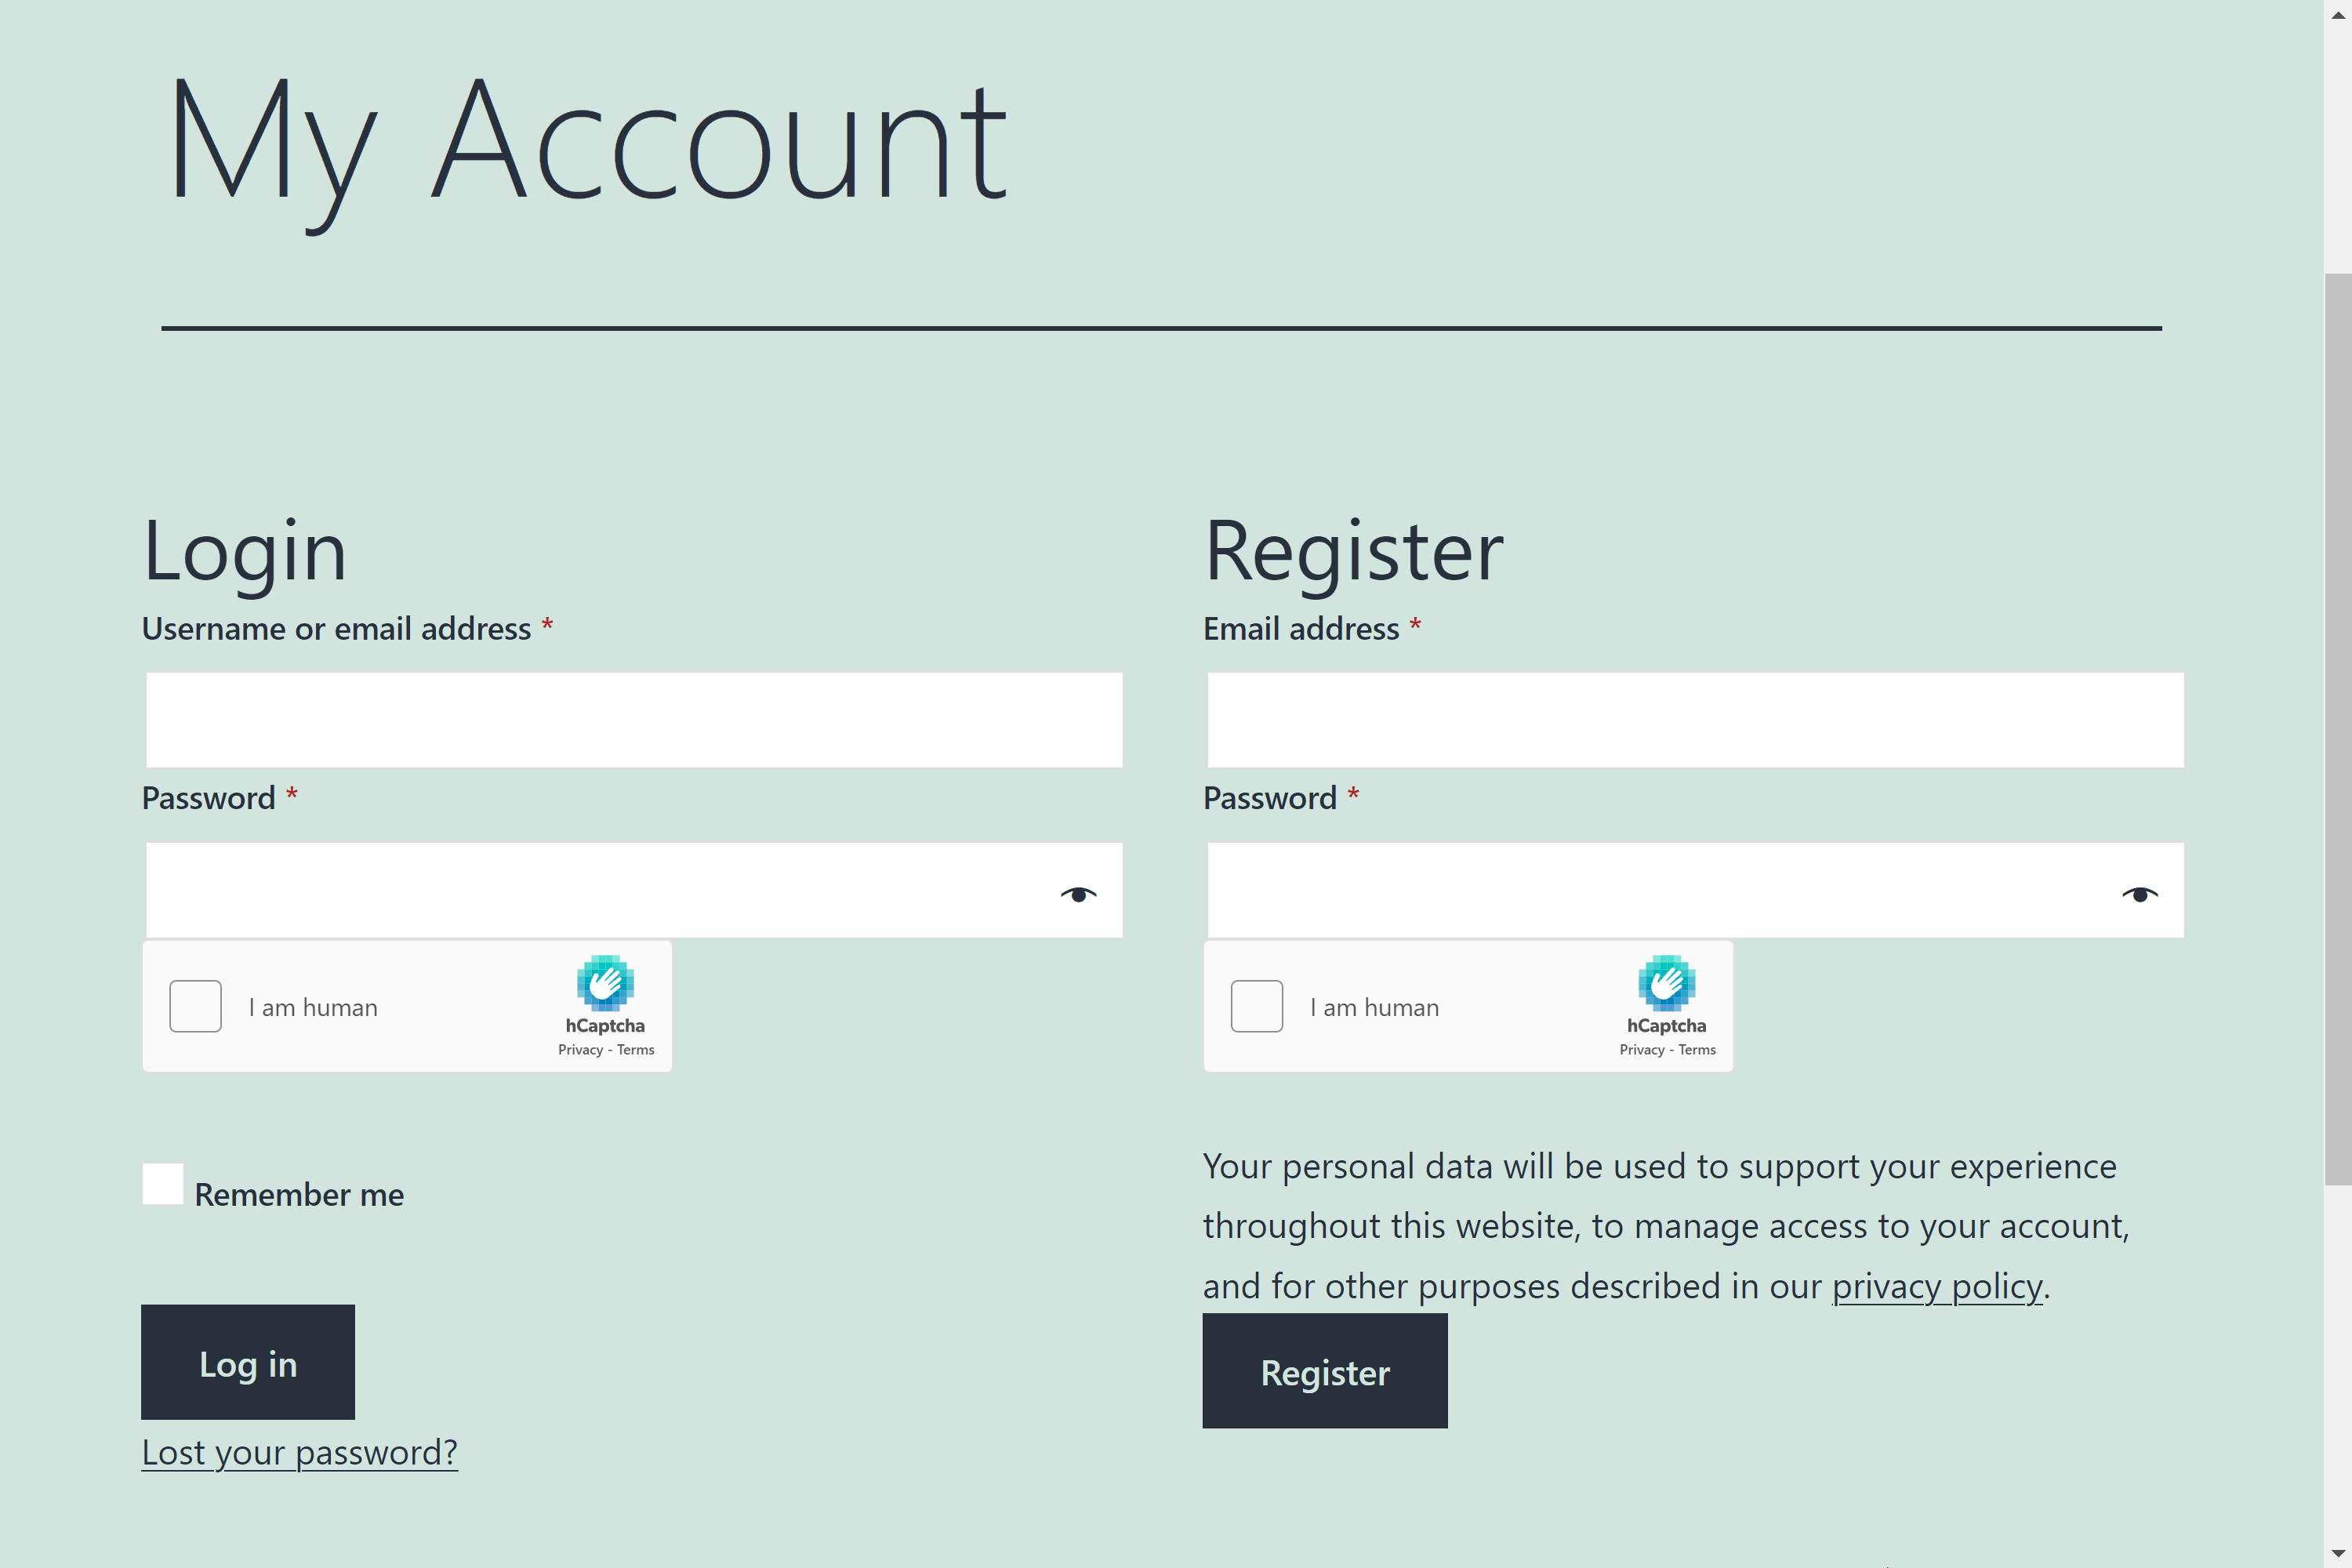 My Account
Login
Username or email address *
Password *
I am human
hCaptcha
Privacy - Terms
Remember me
Log in
Lost your password?
Register
Email address *
Password *
I am human
hCaptcha
Privacy - Terms
Your personal data will be used to support your experience
throughout this website, to manage access to your account,
and for other purposes described in our privacy policy.
Register